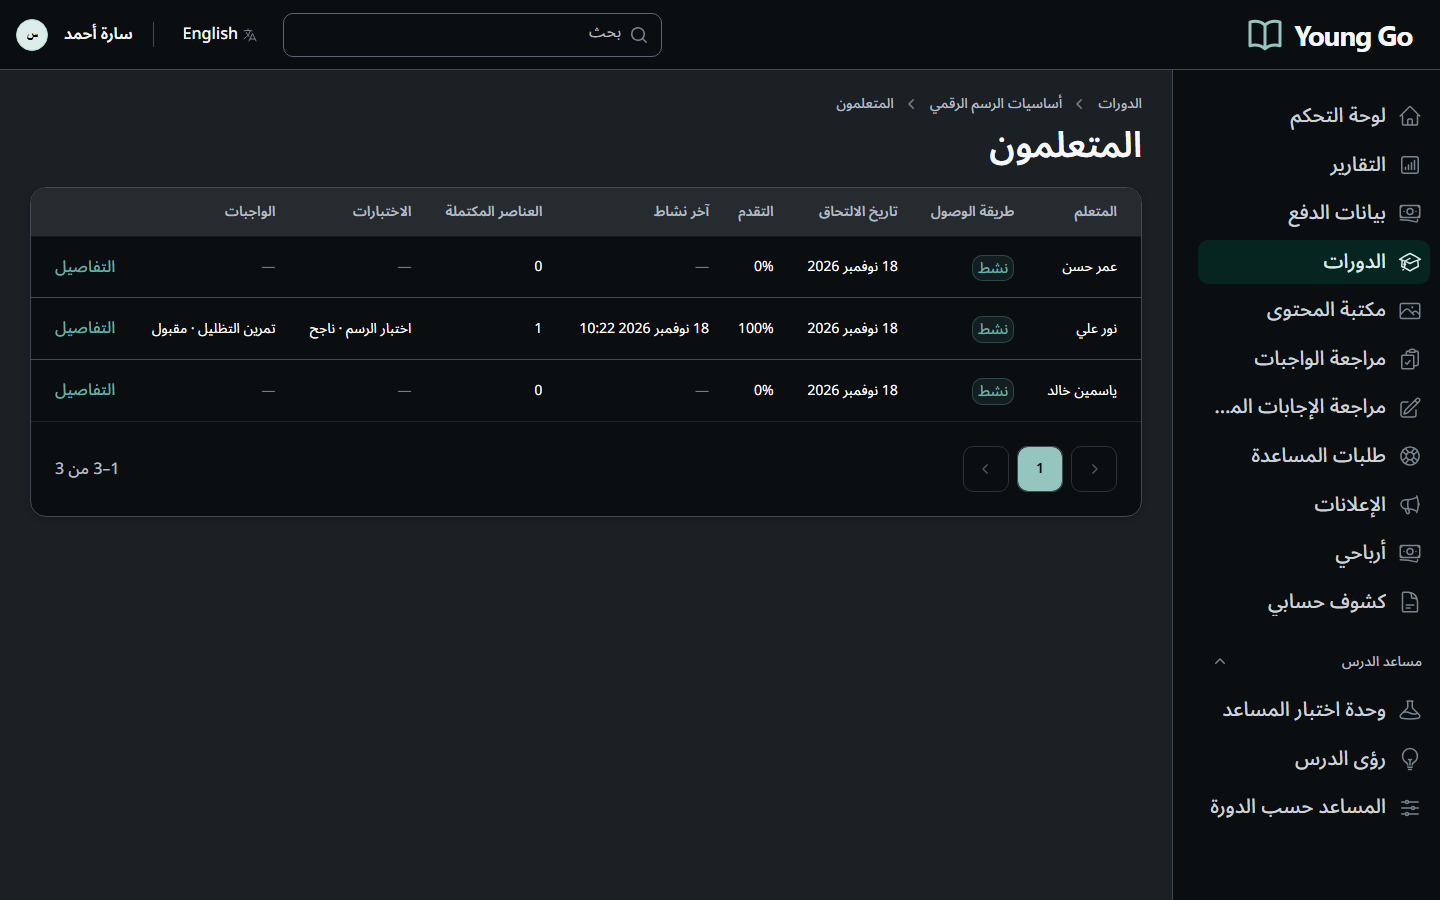 Young Go
بحث
English
سارة أحمد
س
لوحة التحكم
التقارير
بيانات الدفع
الدورات
مكتبة المحتوى
مراجعة الواجبات
مراجعة الإجابات المـ...
طلبات المساعدة
الإعلانات
أرباحي
كشوف حسابي
مساعد الدرس
وحدة اختبار المساعد
رؤى الدرس
المساعد حسب الدورة
الدورات أساسيات الرسم الرقمي المتعلمون
المتعلمون
المتعلم طريقة الوصول تاريخ الالتحاق التقدم آخر نشاط العناصر المكتملة الاختبارات الواجبات
عمر حسن نشط 18 نوفمبر 2026 0% — 0 — — التفاصيل
نور علي نشط 18 نوفمبر 2026 100% 18 نوفمبر 2026 10:22 1 اختبار الرسم · ناجح تمرين التظليل · مقبول التفاصيل
ياسمين خالد نشط 18 نوفمبر 2026 0% — 0 — — التفاصيل
1
1–3 من 3